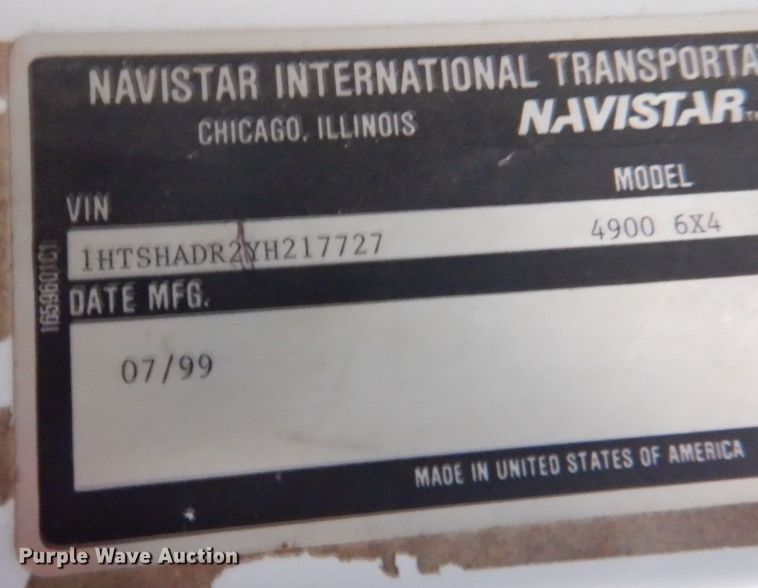 NAVISTAR INTERNATIONAL TRANSPORTA
CHICAGO, ILLINOIS
NAVISTAR TM
MODEL
VIN
1HTSHADR2YH217727 4900 6X4
1659601C1
DATE MFG.
07/99
MADE IN UNITED STATES OF AMERICA
Purple Wave Auction